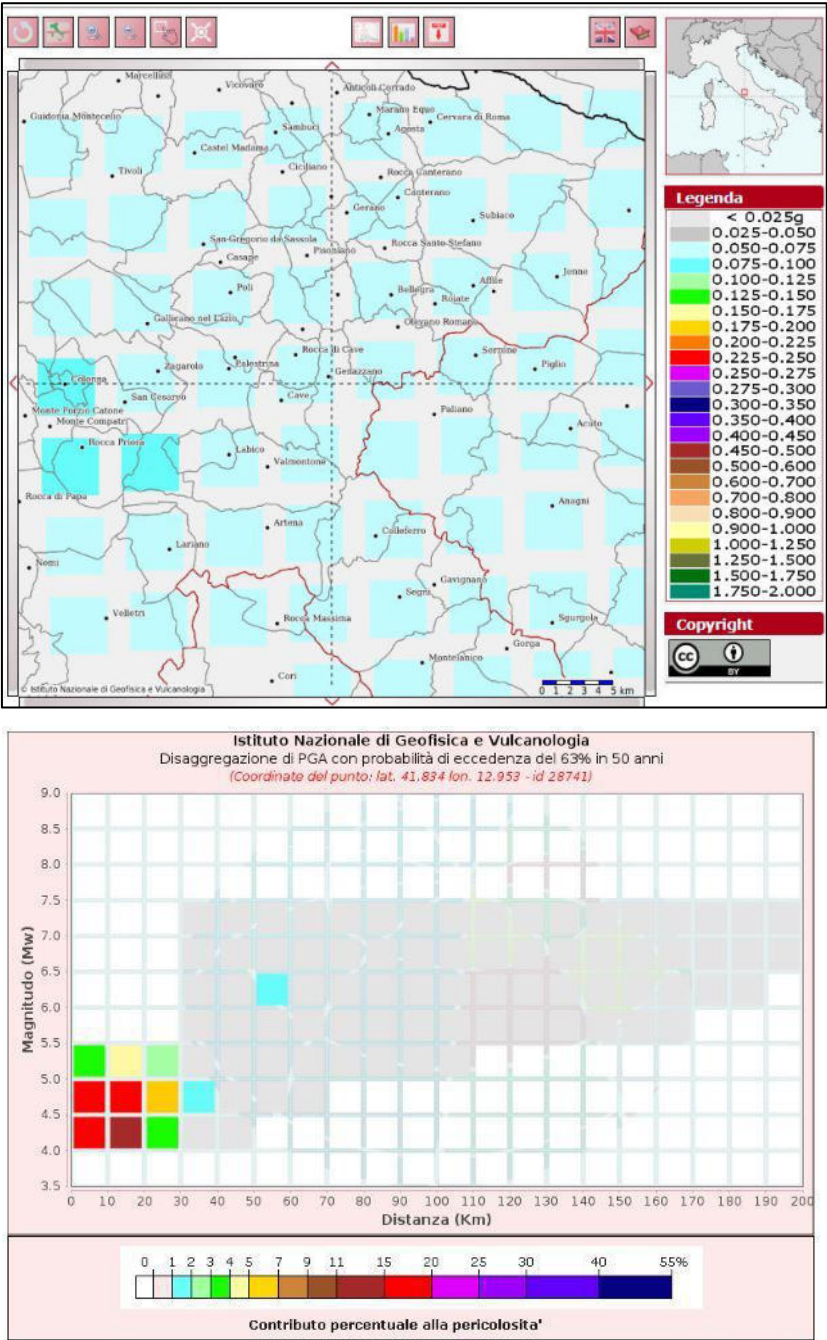 Marcellina
Vicovaro
Anticoli Corrado
Guidonia Montecelio
Sambuci
Marano Equo
Agosta
Cervara di Roma
Castel Madama
Tivoli
Ciciliano
Rocca Canterano
Canterano
Gerano
Subiaco
San Gregorio da Sassola
Casape
Pisoniano
Rocca Santo Stefano
Poli
Bellegra
Roiate
Affile
Jenne
Gallicano nel Lazio
Olevano Romano
Rocca di Cave
Serrone
Zagarolo
Palestrina
Genazzano
Piglio
Colonna
San Cesareo
Cave
Monte Porzio Catone
Monte Compatri
Paliano
Acuto
Rocca Priora
Labico
Valmontone
Rocca di Papa
Anagni
Artena
Colleferro
Lariano
Nemi
Segni
Gavignano
Velletri
Rocca Massima
Sgurgola
Gorga
Montelanico
Cori
© Istituto Nazionale di Geofisica e Vulcanologia
0 1 2 3 4 5 km
Legenda
< 0.025g
0.025-0.050
0.050-0.075
0.075-0.100
0.100-0.125
0.125-0.150
0.150-0.175
0.175-0.200
0.200-0.225
0.225-0.250
0.250-0.275
0.275-0.300
0.300-0.350
0.350-0.400
0.400-0.450
0.450-0.500
0.500-0.600
0.600-0.700
0.700-0.800
0.800-0.900
0.900-1.000
1.000-1.250
1.250-1.500
1.500-1.750
1.750-2.000
Copyright
cc
BY
Istituto Nazionale di Geofisica e Vulcanologia
Disaggregazione di PGA con probabilità di eccedenza del 63% in 50 anni
(Coordinate del punto: lat. 41.834 lon. 12.953 - id 28741)
Magnitudo (Mw)
9.0
8.5
8.0
7.5
7.0
6.5
6.0
5.5
5.0
4.5
4.0
3.5
0 10 20 30 40 50 60 70 80 90 100 110 120 130 140 150 160 170 180 190 200
Distanza (Km)
0 1 2 3 4 5 7 9 11 15 20 25 30 40 55%
Contributo percentuale alla pericolosita'